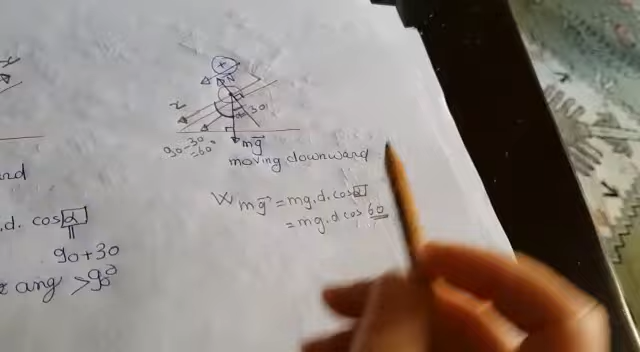 30
90-30
=60°
mg
moving downward
W mg = mg.d.cos α
= mg.d cos 60
.d. cos α
90+30
ang > 90°